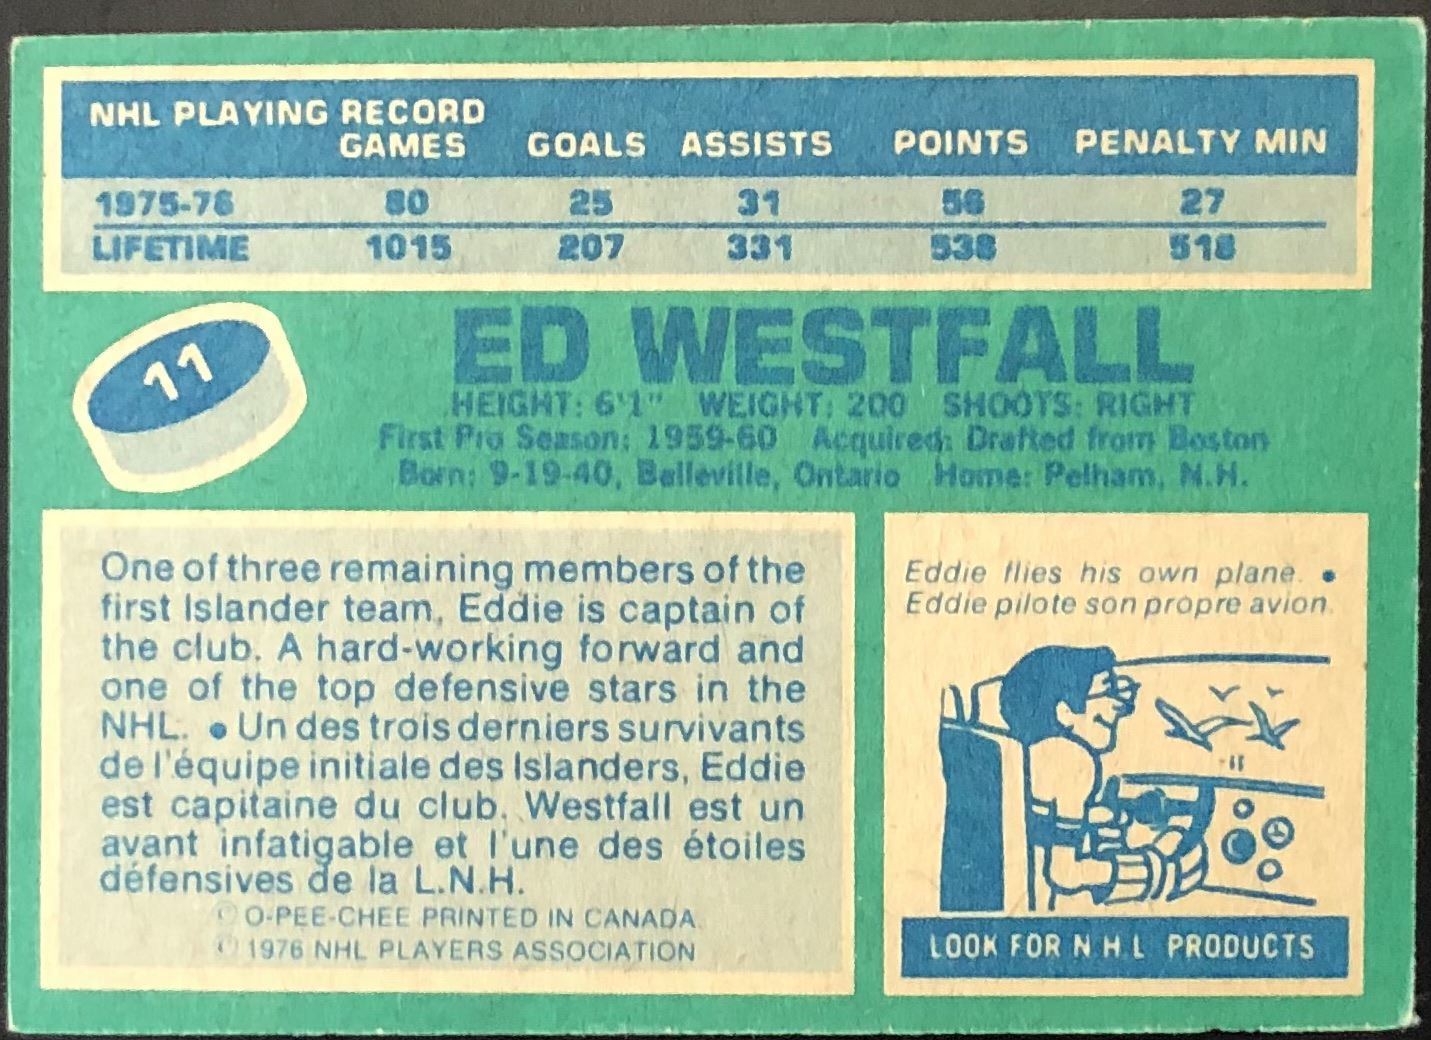 NHL PLAYING RECORD
GAMES GOALS ASSISTS POINTS PENALTY MIN
1975-76 80 25 31 56 27
LIFETIME 1015 207 331 538 518
11
ED WESTFALL
HEIGHT: 6'1" WEIGHT: 200 SHOOTS: RIGHT
First Pro Season: 1959-60 Acquired: Drafted from Boston
Born: 9-19-40, Belleville, Ontario Home: Pelham, N.H.
One of three remaining members of the
first Islander team, Eddie is captain of
the club. A hard-working forward and
one of the top defensive stars in the
NHL. • Un des trois derniers survivants
de l'équipe initiale des Islanders, Eddie
est capitaine du club. Westfall est un
avant infatigable et l'une des étoiles
défensives de la L.N.H.
© O-PEE-CHEE PRINTED IN CANADA
© 1976 NHL PLAYERS ASSOCIATION
Eddie flies his own plane. •
Eddie pilote son propre avion.
LOOK FOR N H L PRODUCTS